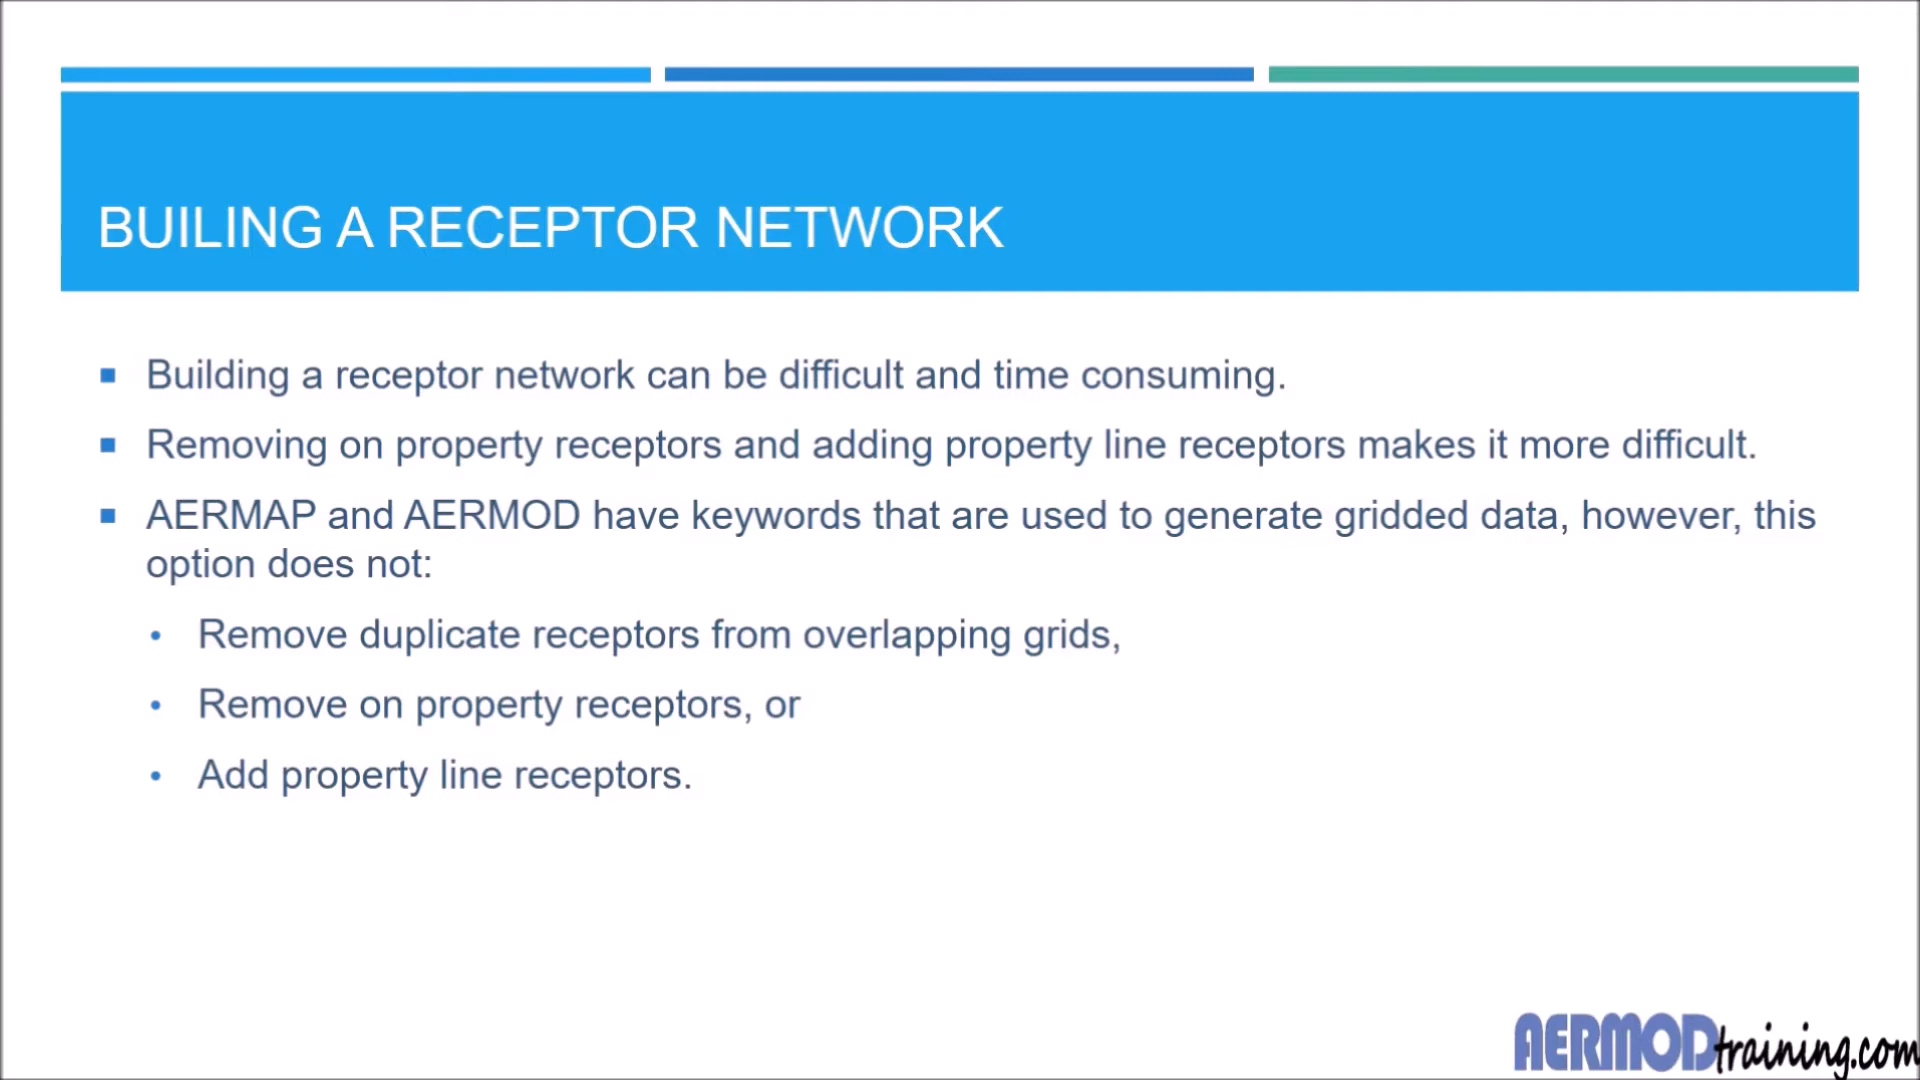 BUILING A RECEPTOR NETWORK
Building a receptor network can be difficult and time consuming.
Removing on property receptors and adding property line receptors makes it more difficult.
AERMAP and AERMOD have keywords that are used to generate gridded data, however, this
option does not:
Remove duplicate receptors from overlapping grids,
Remove on property receptors, or
Add property line receptors.
AERMODtraining.com